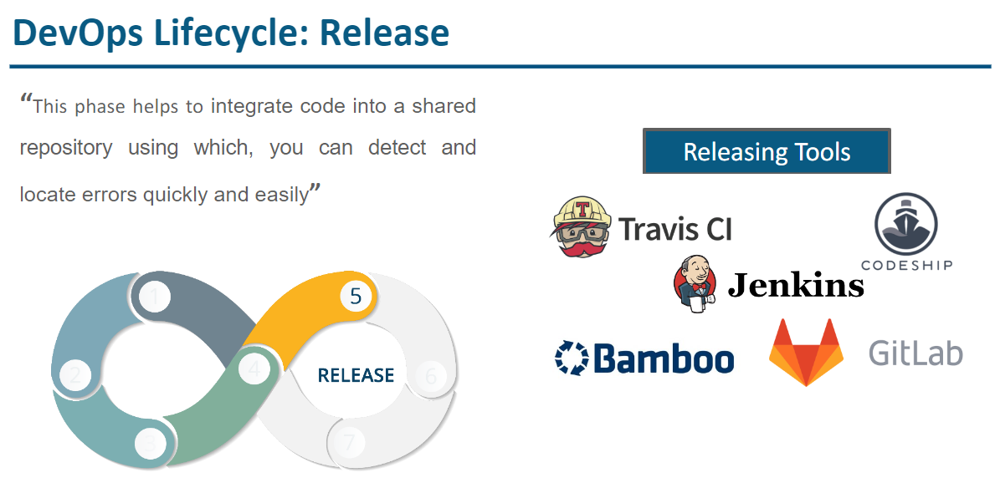 DevOps Lifecycle: Release
“This phase helps to integrate code into a shared
repository using which, you can detect and
locate errors quickly and easily”
Releasing Tools
T
Travis CI
CODESHIP
Jenkins
Bamboo
GitLab
1
5
2
4
RELEASE
6
3
7